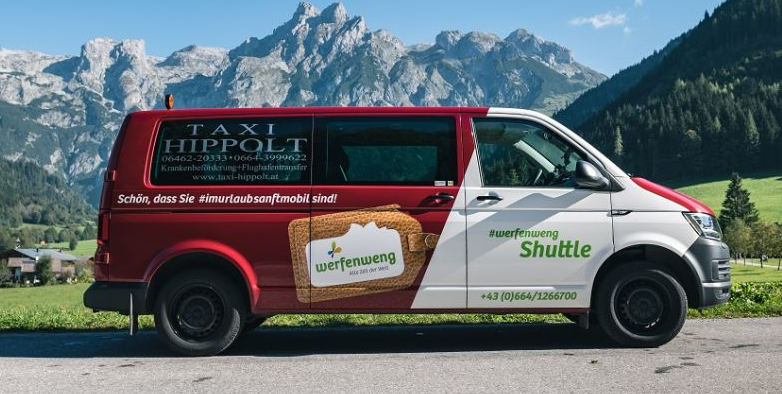 TAXI
HIPPOLT
06462-20333•0664-3999622
Krankenbeförderung+Flughafentransfer
www.taxi-hippolt.at
Schön, dass Sie #imurlaubsanftmobil sind!
werfenweng
Alle Zeit der Welt
#werfenweng
Shuttle
+43 (0)664/1266700